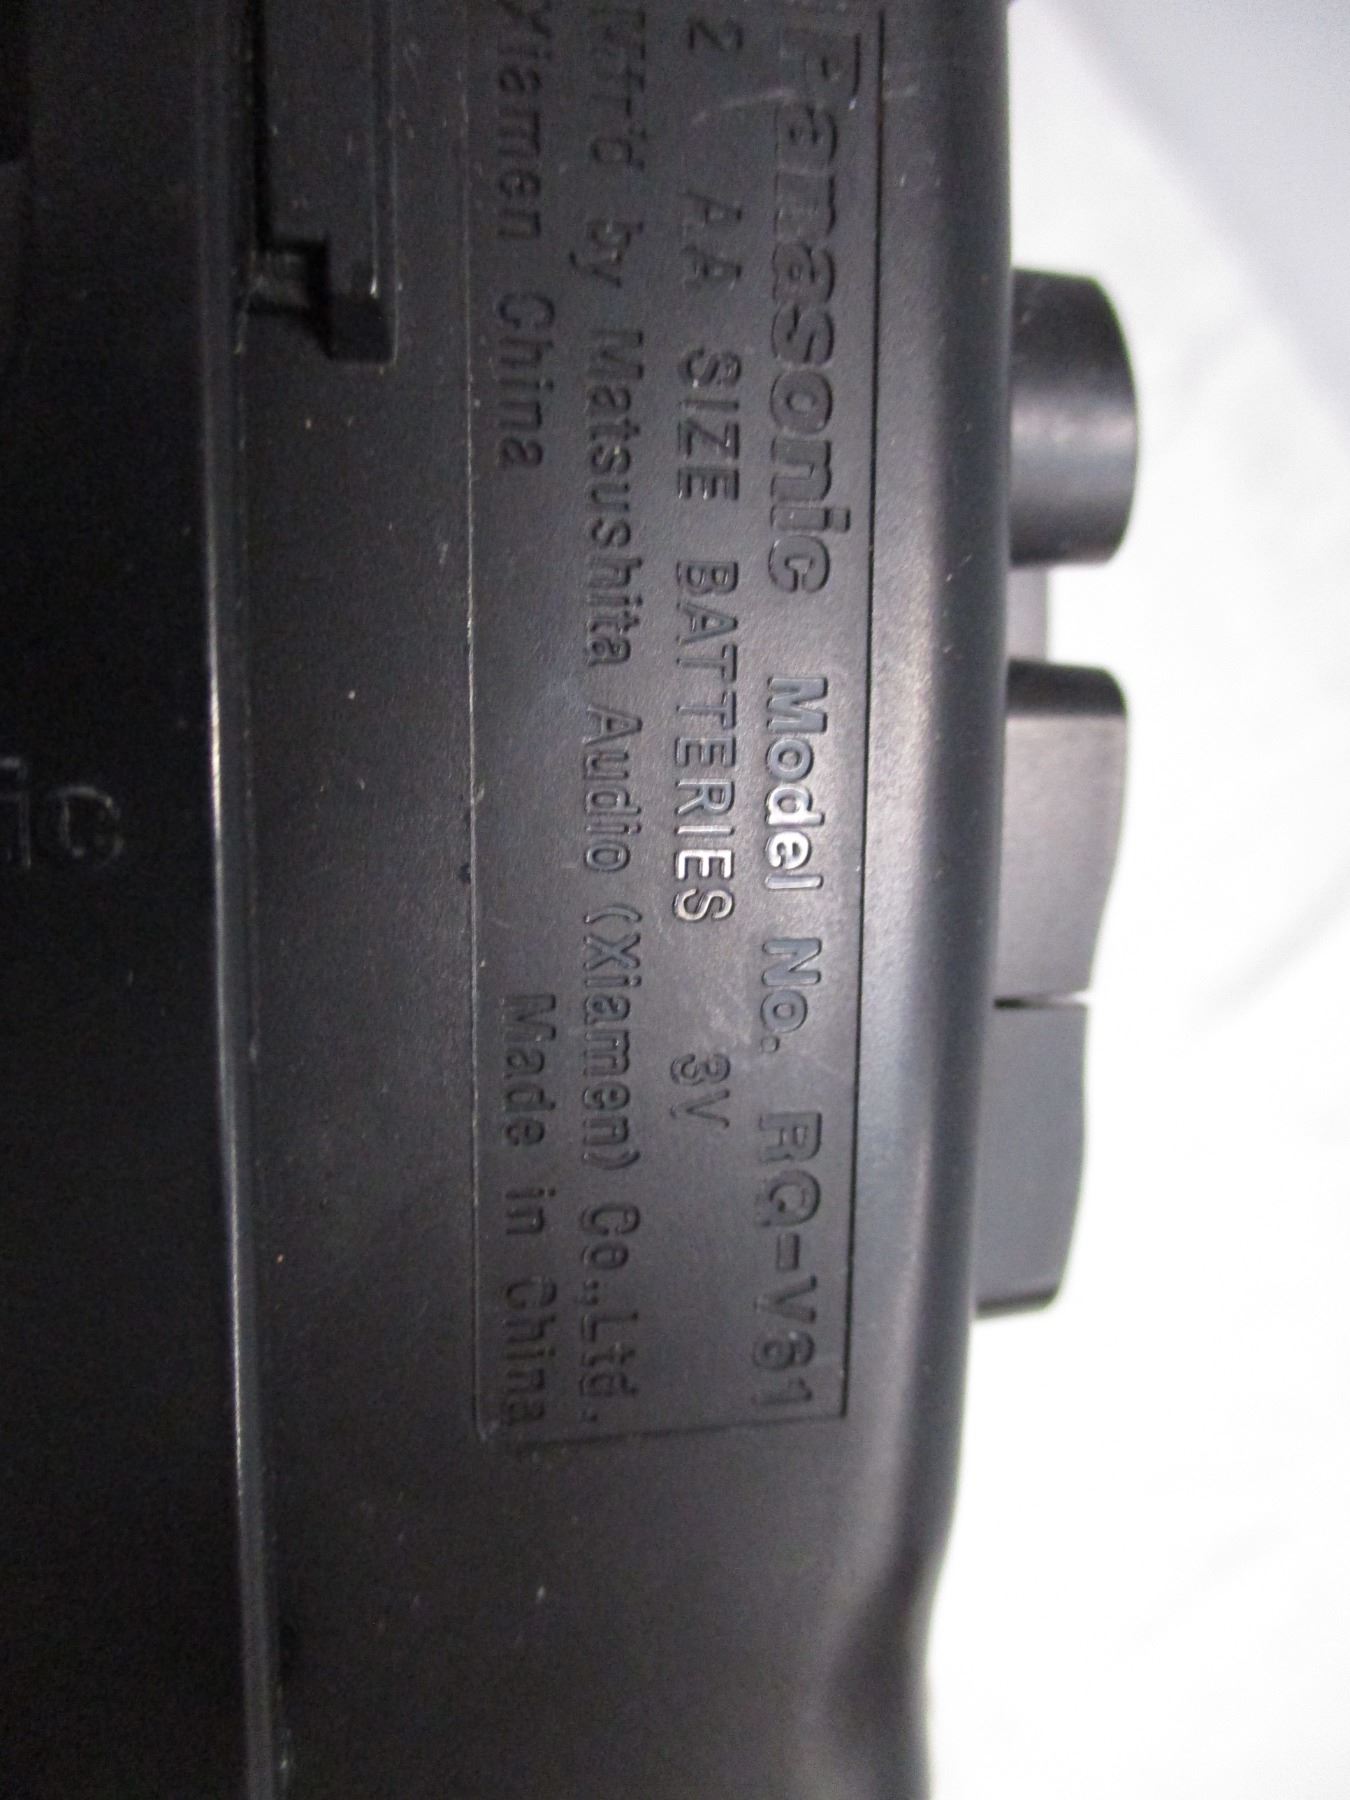 Panasonic Model No. RQ-V61
2 AA SIZE BATTERIES 3V
Mfr'd by Matsushita Audio (Xiamen) Co.,Ltd.
Xiamen China Made in China